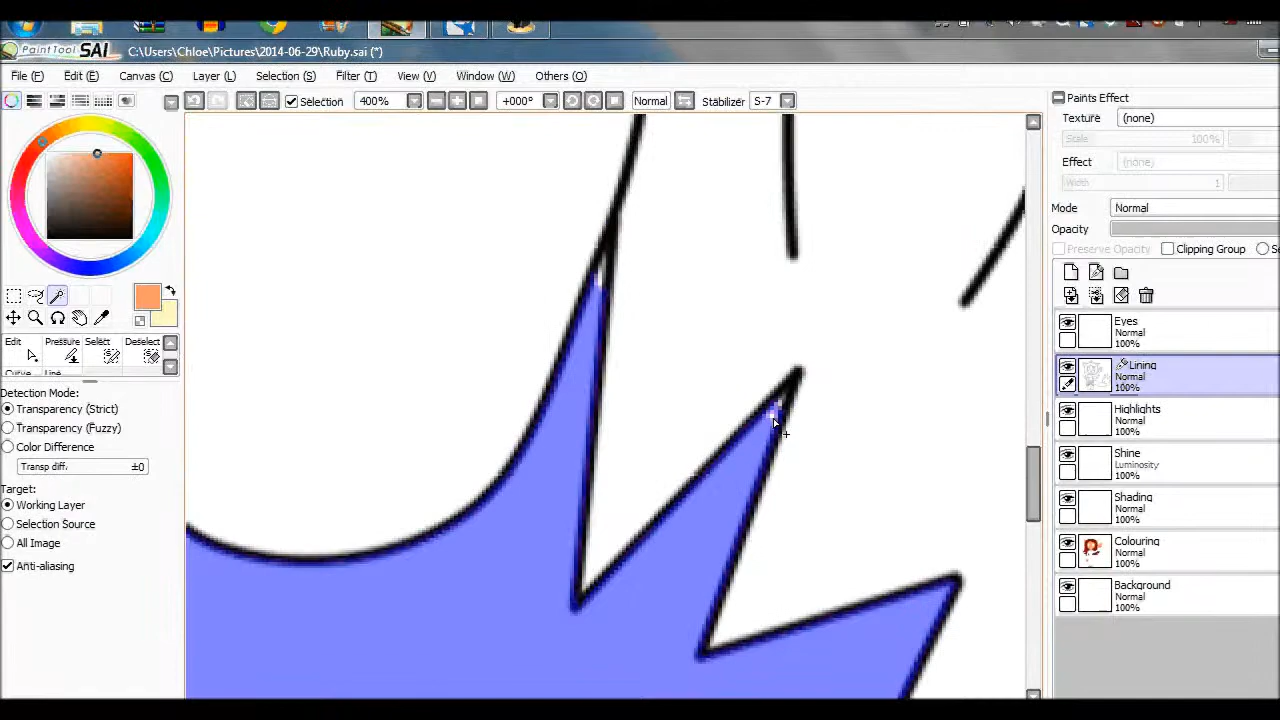 PaintTool SAI C:\Users\Chloe\Pictures\2014-06-29\Ruby.sai (*)
File (F) Edit (E) Canvas (C) Layer (L) Selection (S) Filter (T) View (V) Window (W) Others (O)
Selection 400% +000° Normal Stabilizer S-7
Paints Effect
Texture (none)
Scale 100%
Effect (none)
Width 1
Mode Normal
Opacity
Preserve Opacity Clipping Group
Edit Pressure Select Deselect
Detection Mode:
Transparency (Strict)
Transparency (Fuzzy)
Color Difference
Transp diff. ±0
Target:
Working Layer
Selection Source
All Image
Anti-aliasing
Eyes
Normal
100%
Lining
Normal
100%
Highlights
Normal
100%
Shine
Luminosity
100%
Shading
Normal
100%
Colouring
Normal
100%
Background
Normal
100%